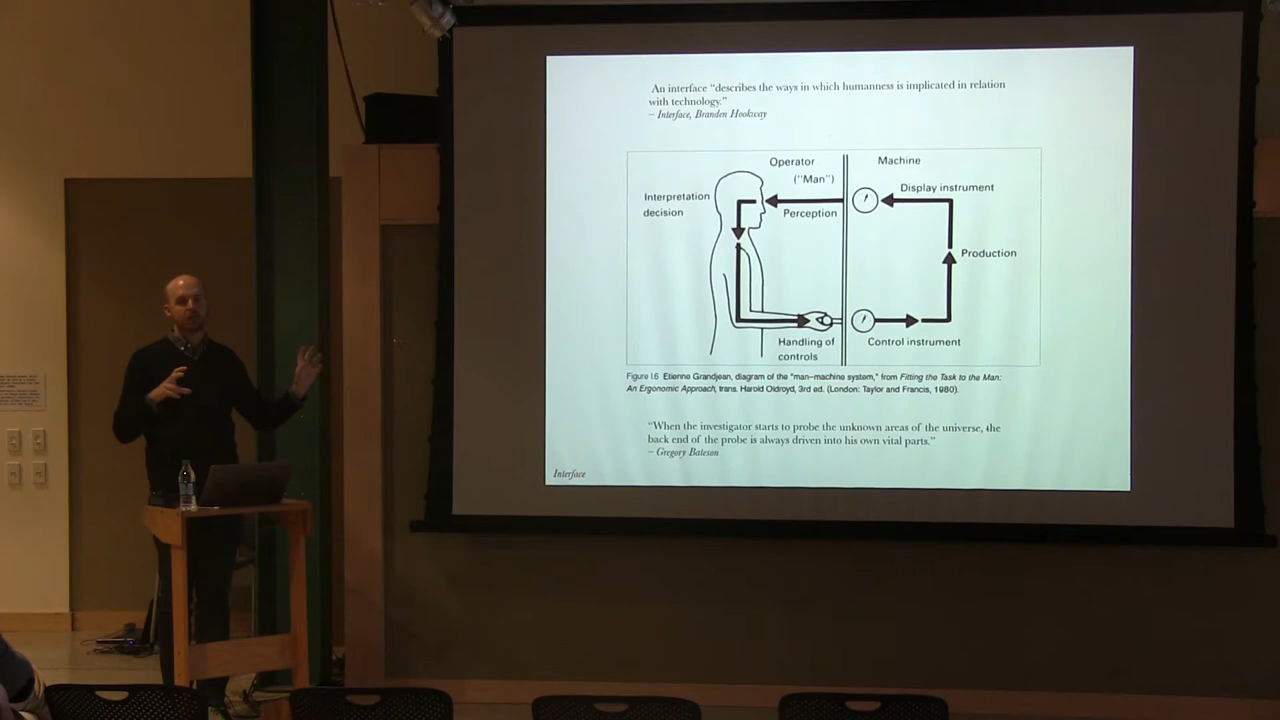 An interface “describes the ways in which humanness is implicated in relation
with technology.”
– Interface, Branden Hookway
Operator
("Man")
Machine
Interpretation
decision
Perception
Display instrument
Production
Handling of
controls
Control instrument
Figure 1.6 Etienne Grandjean, diagram of the "man–machine system," from Fitting the Task to the Man:
An Ergonomic Approach, trans. Harold Oldroyd, 3rd ed. (London: Taylor and Francis, 1980).
“When the investigator starts to probe the unknown areas of the universe, the
back end of the probe is always driven into his own vital parts.”
– Gregory Bateson
Interface